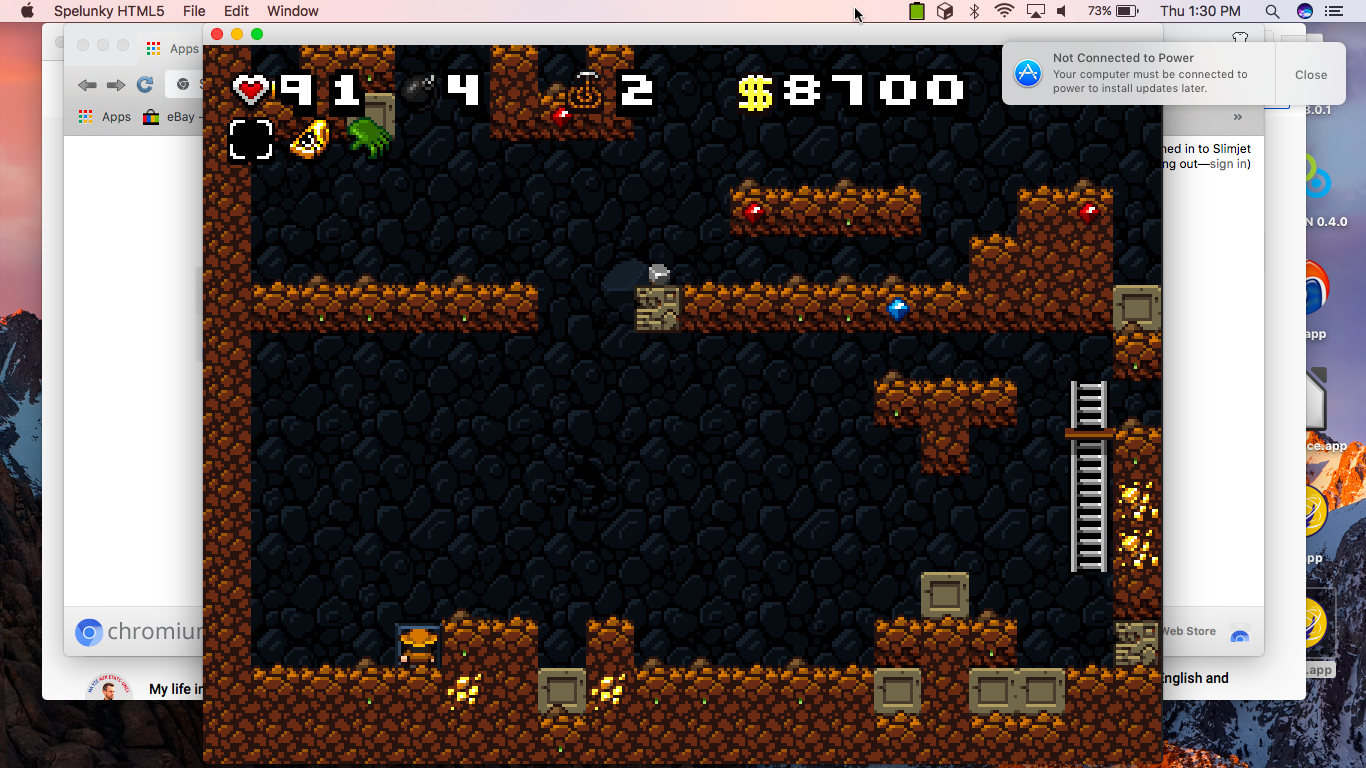 Spelunky HTML5 File Edit Window 73% Thu 1:30 PM
Apps
Not Connected to Power
Your computer must be connected to
power to install updates later.
Close
91 4 2 $8700
3.0.1
Apps eBay -
»
ned in to Slimjet
ng out—sign in)
N 0.4.0
app
ce.app
app
chromium
Web Store
.app
My life in
English and